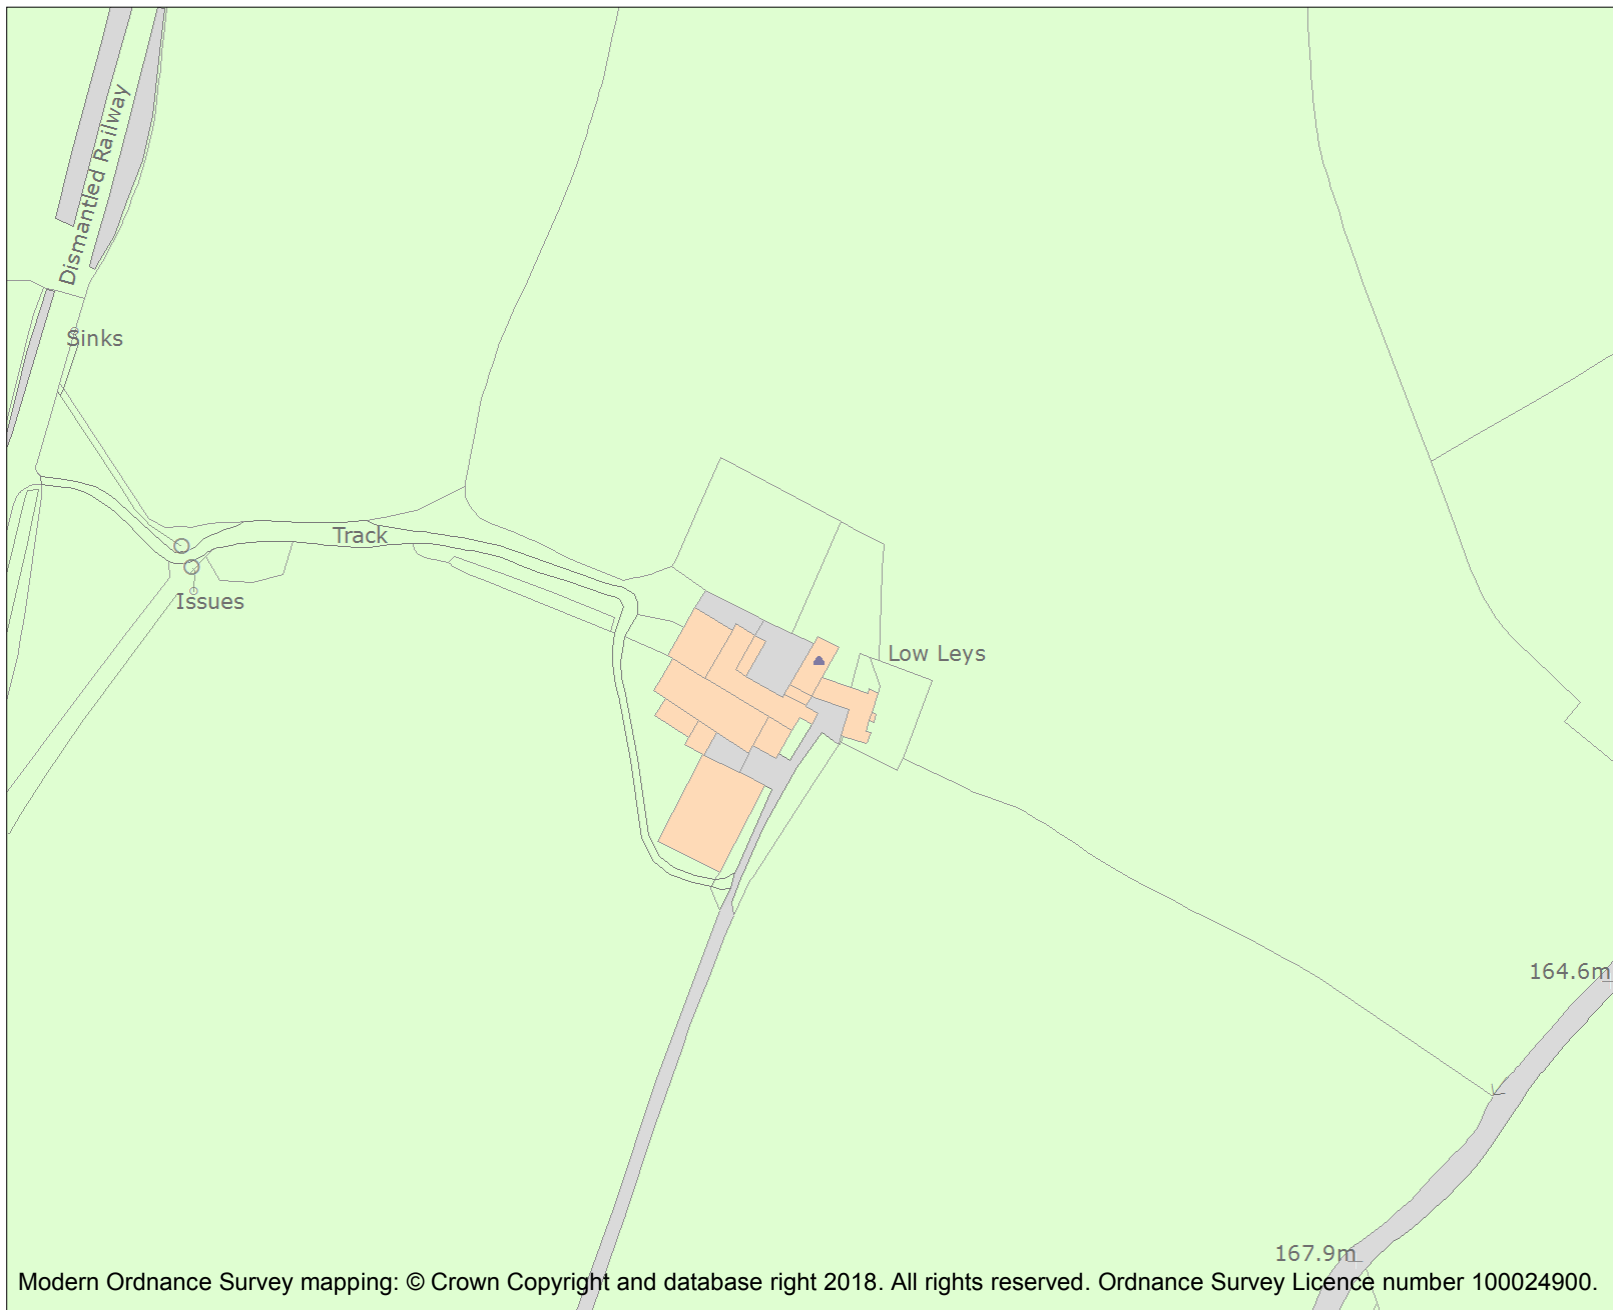 Dismantled Railway
Sinks
Track
Issues
Low Leys
164.6m
167.9m
Modern Ordnance Survey mapping: © Crown Copyright and database right 2018. All rights reserved. Ordnance Survey Licence number 100024900.